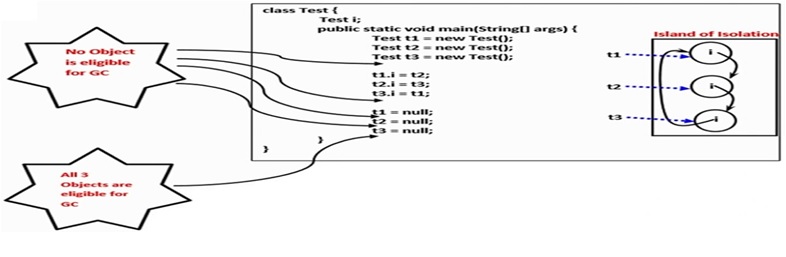 No Object
is eligible
for GC
All 3
Objects are
eligible for
GC
class Test {
Test i;
public static void main(String[] args) {
Test t1 = new Test();
Test t2 = new Test();
Test t3 = new Test();
t1.i = t2;
t2.i = t3;
t3.i = t1;
t1 = null;
t2 = null;
t3 = null;
}
}
Island of Isolation
t1
i
t2
i
t3
i